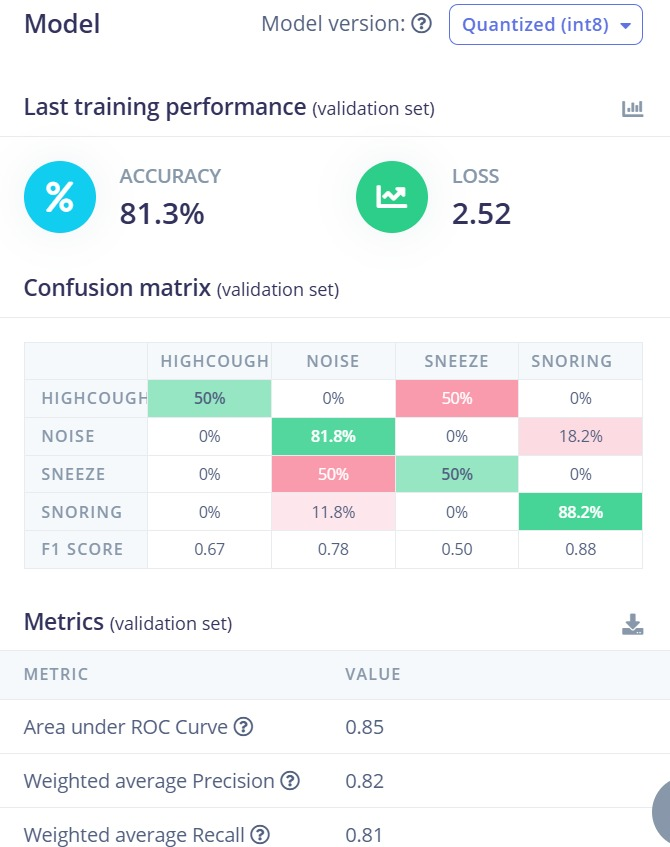 Model
Model version: Quantized (int8)
Last training performance (validation set)
% ACCURACY LOSS
81.3% 2.52
Confusion matrix (validation set)
HIGHCOUGH NOISE SNEEZE SNORING
HIGHCOUGH 50% 0% 50% 0%
NOISE 0% 81.8% 0% 18.2%
SNEEZE 0% 50% 50% 0%
SNORING 0% 11.8% 0% 88.2%
F1 SCORE 0.67 0.78 0.50 0.88
Metrics (validation set)
METRIC VALUE
Area under ROC Curve 0.85
Weighted average Precision 0.82
Weighted average Recall 0.81